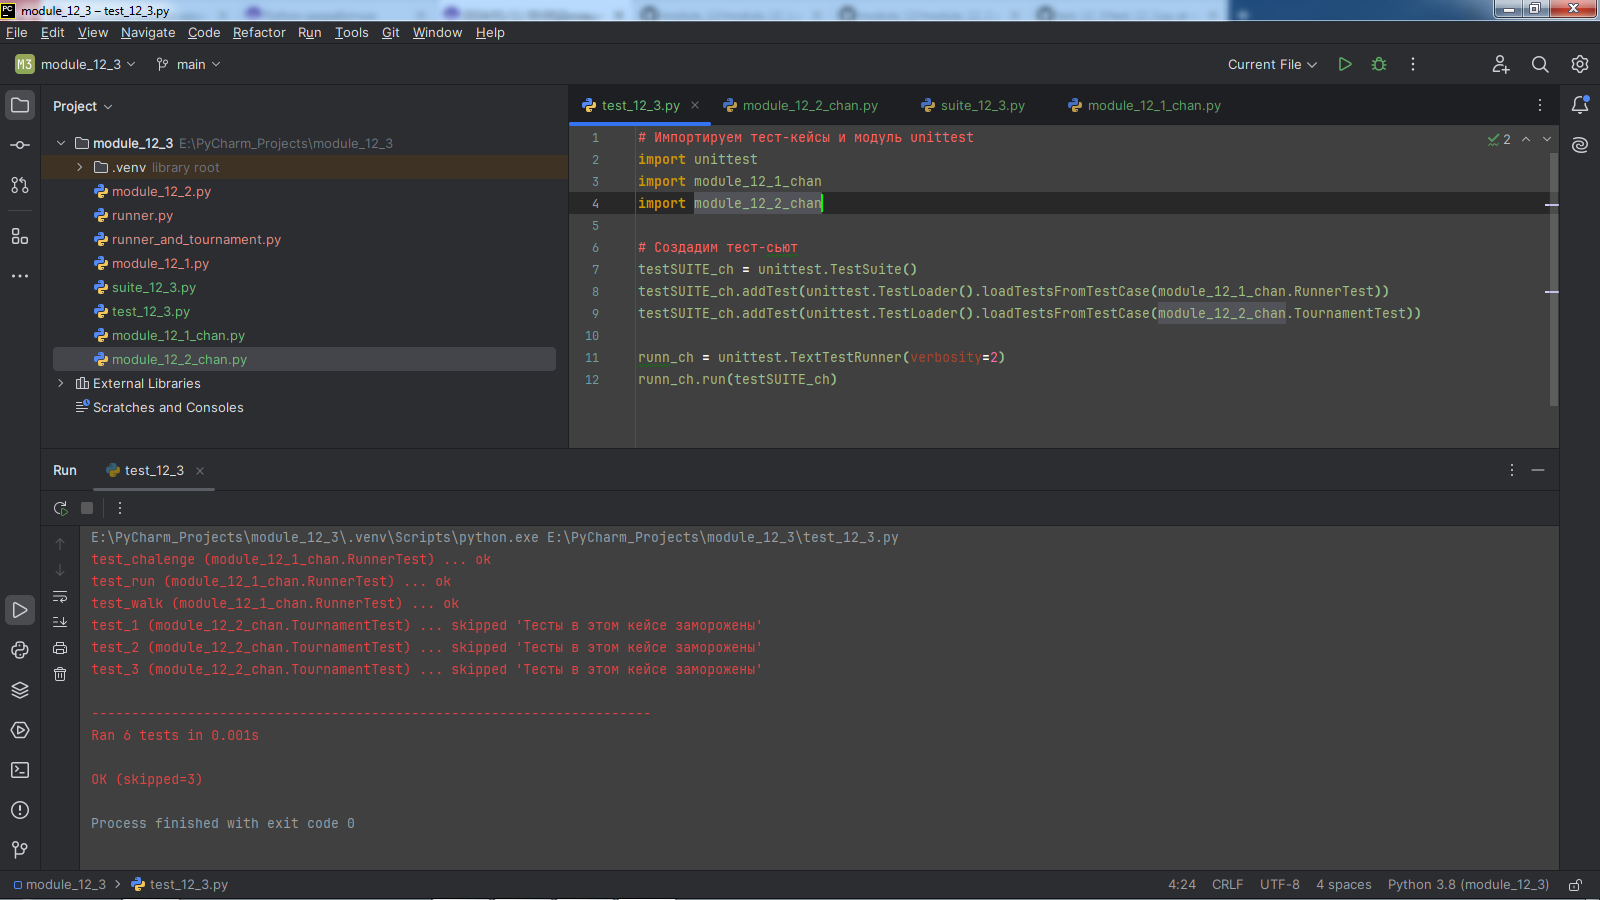 module_12_3 – test_12_3.py
File Edit View Navigate Code Refactor Run Tools Git Window Help
M3 module_12_3 main Current File
Project
module_12_3 E:\PyCharm_Projects\module_12_3
.venv library root
module_12_2.py
runner.py
runner_and_tournament.py
module_12_1.py
suite_12_3.py
test_12_3.py
module_12_1_chan.py
module_12_2_chan.py
External Libraries
Scratches and Consoles
test_12_3.py module_12_2_chan.py suite_12_3.py module_12_1_chan.py
2
1 # Импортируем тест-кейсы и модуль unittest
2 import unittest
3 import module_12_1_chan
4 import module_12_2_chan
5
6 # Создадим тест-сьют
7 testSUITE_ch = unittest.TestSuite()
8 testSUITE_ch.addTest(unittest.TestLoader().loadTestsFromTestCase(module_12_1_chan.RunnerTest))
9 testSUITE_ch.addTest(unittest.TestLoader().loadTestsFromTestCase(module_12_2_chan.TournamentTest))
10
11 runn_ch = unittest.TextTestRunner(verbosity=2)
12 runn_ch.run(testSUITE_ch)
Run test_12_3
E:\PyCharm_Projects\module_12_3\.venv\Scripts\python.exe E:\PyCharm_Projects\module_12_3\test_12_3.py
test_chalenge (module_12_1_chan.RunnerTest) ... ok
test_run (module_12_1_chan.RunnerTest) ... ok
test_walk (module_12_1_chan.RunnerTest) ... ok
test_1 (module_12_2_chan.TournamentTest) ... skipped 'Тесты в этом кейсе заморожены'
test_2 (module_12_2_chan.TournamentTest) ... skipped 'Тесты в этом кейсе заморожены'
test_3 (module_12_2_chan.TournamentTest) ... skipped 'Тесты в этом кейсе заморожены'
----------------------------------------------------------------------
Ran 6 tests in 0.001s
OK (skipped=3)
Process finished with exit code 0
module_12_3 test_12_3.py 4:24 CRLF UTF-8 4 spaces Python 3.8 (module_12_3)